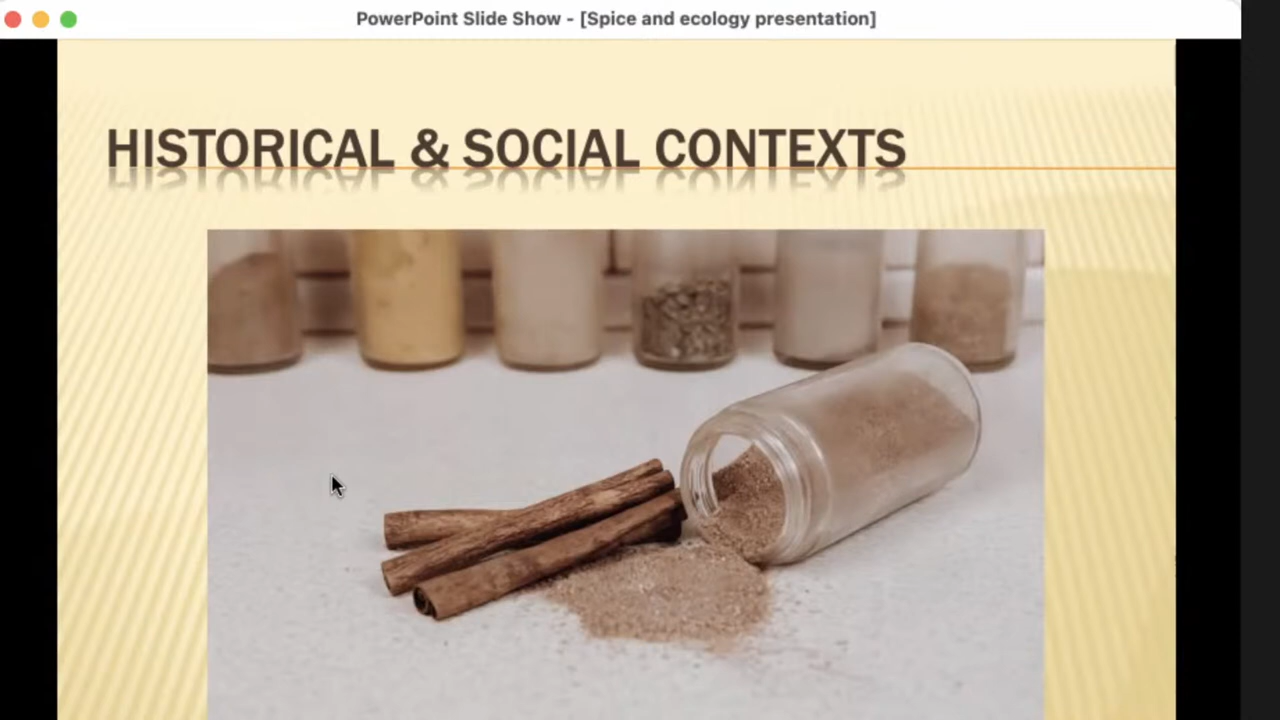 PowerPoint Slide Show - [Spice and ecology presentation]
HISTORICAL & SOCIAL CONTEXTS